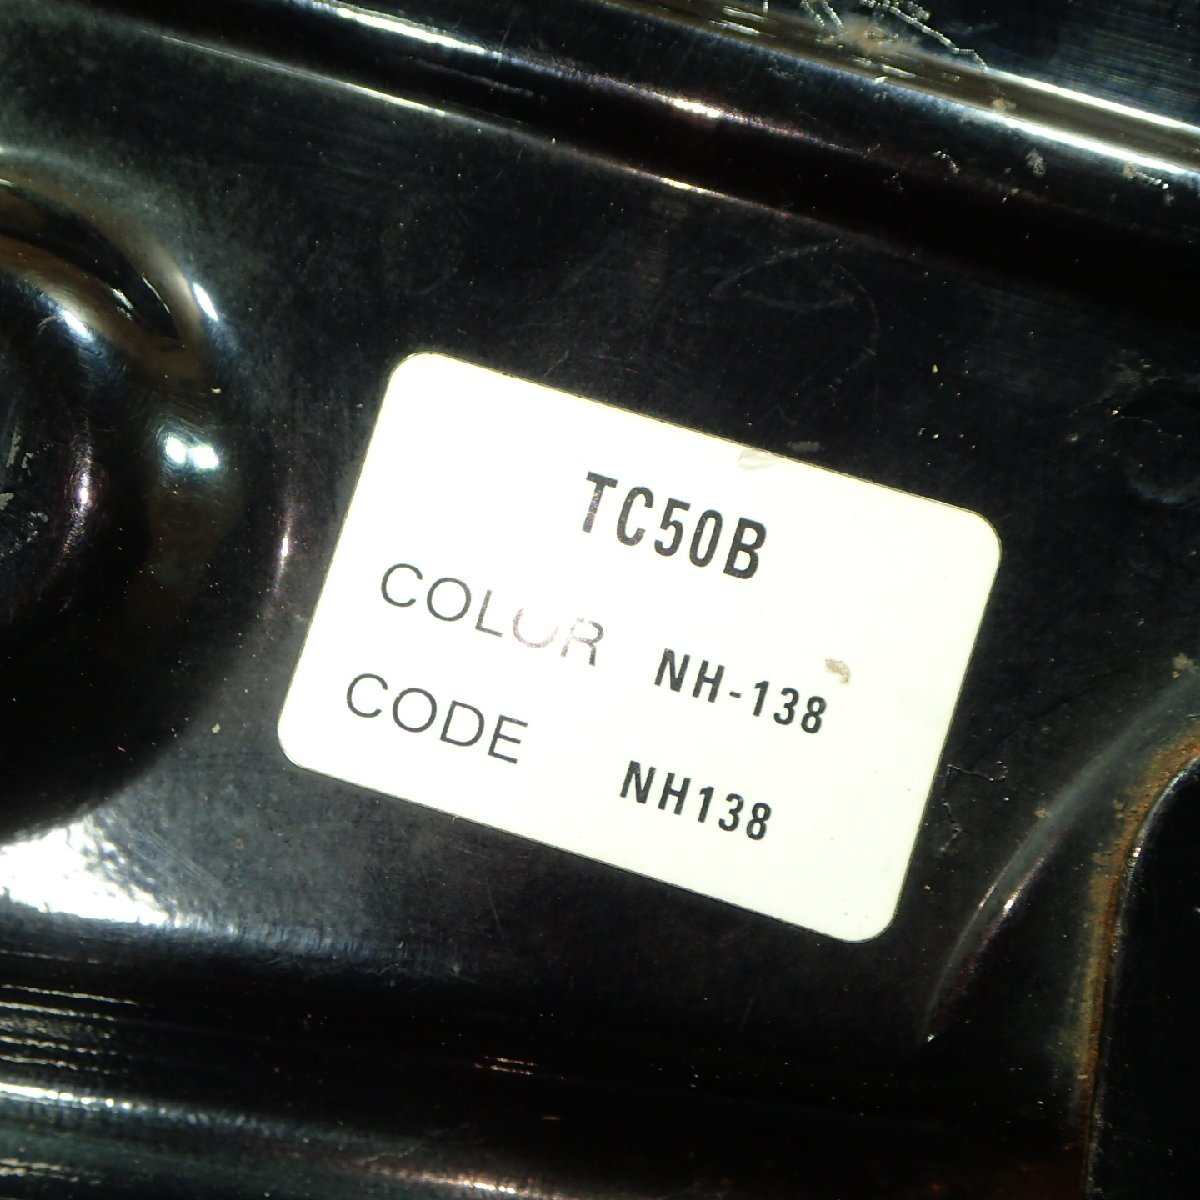 TC50B
COLOR NH-138
CODE NH138